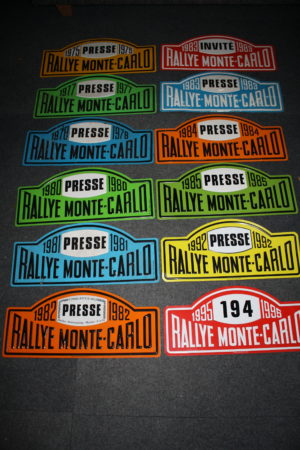 1975 PRESSE 1975
RALLYE MONTE-CARLO
1983 INVITE 1983
RALLYE MONTE-CARLO
1977 PRESSE 1977
RALLYE MONTE-CARLO
1983 PRESSE 1983
RALLYE MONTE-CARLO
1978 PRESSE 1978
RALLYE MONTE-CARLO
1984 PRESSE 1984
RALLYE MONTE-CARLO
1980 PRESSE 1980
RALLYE MONTE-CARLO
1985 PRESSE 1985
RALLYE MONTE-CARLO
1981 PRESSE 1981
RALLYE MONTE-CARLO
1992 PRESSE 1992
RALLYE MONTE-CARLO
1982 PRESSE 1982
RALLYE MONTE-CARLO
1995 194 1995
RALLYE MONTE-CARLO